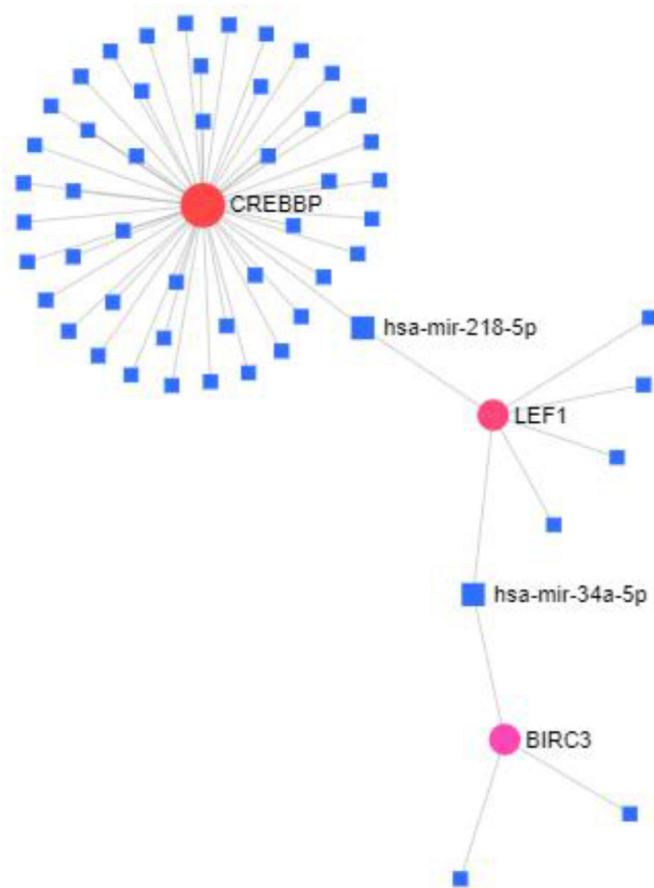 CREBBP
hsa-mir-218-5p
LEF1
hsa-mir-34a-5p
BIRC3